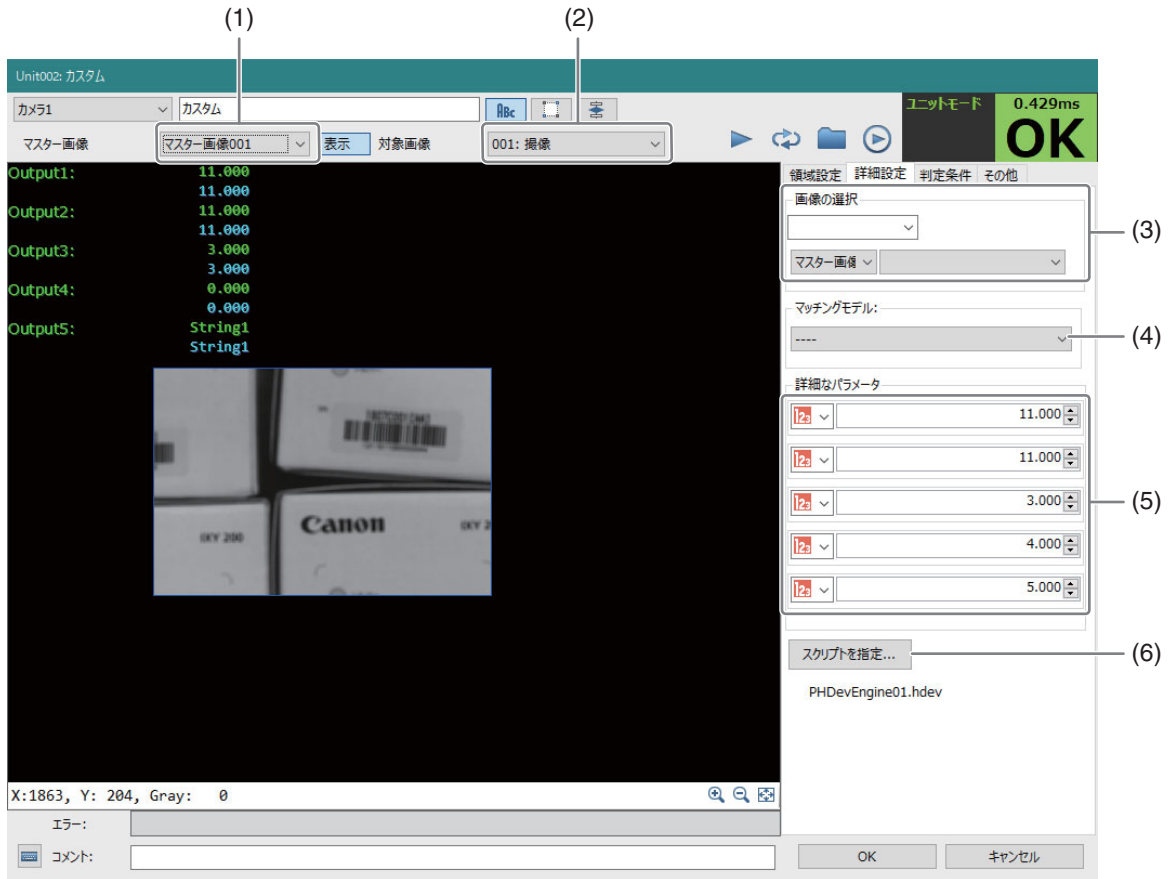 (1) (2)
Unit002: カスタム
カメラ1 カスタム ABC ユニットモード 0.429ms
マスター画像 マスター画像001 表示 対象画像 001: 撮像 OK
Output1: 11.000
11.000
Output2: 11.000
11.000
Output3: 3.000
3.000
Output4: 0.000
0.000
Output5: String1
String1
領域設定 詳細設定 判定条件 その他
画像の選択
(3)
マスター画像
マッチングモデル:
---- (4)
詳細なパラメータ
123 11.000
123 11.000
123 3.000 (5)
123 4.000
123 5.000
スクリプトを指定... (6)
PHDevEngine01.hdev
Canon
IXY 200
IXY 2
X:1863, Y: 204, Gray: 0
エラー:
コメント: OK キャンセル